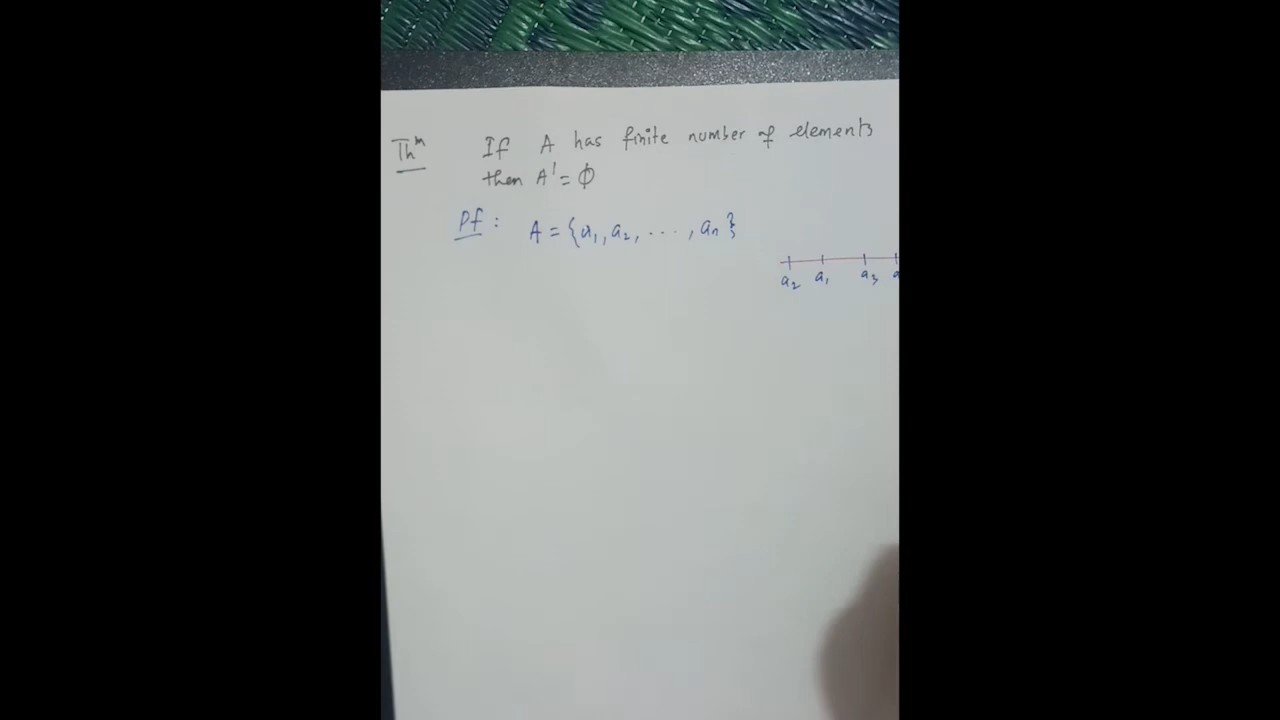 Thᵐ If A has finite number of elements
then A' = ϕ
Pf: A = {a₁, a₂, ..., aₙ}
a₂ a₁ a₃